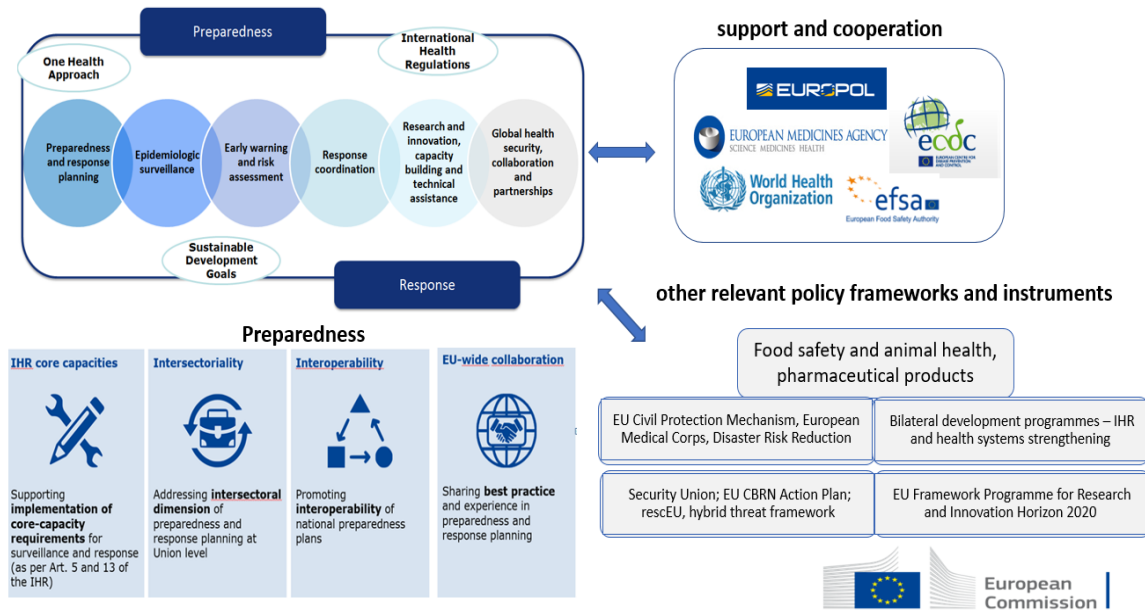 Preparedness
One Health
Approach
International
Health
Regulations
Preparedness
and response
planning
Epidemiologic
surveillance
Early warning
and risk
assessment
Response
coordination
Research and
innovation,
capacity
building and
technical
assistance
Global health
security,
collaboration
and
partnerships
Sustainable
Development
Goals
Response
support and cooperation
EUROPOL
EUROPEAN MEDICINES AGENCY
SCIENCE MEDICINES HEALTH
ecdc
EUROPEAN CENTRE FOR
DISEASE PREVENTION
AND CONTROL
World Health
Organization
efsa
European Food Safety Authority
Preparedness
IHR core capacities
Supporting
implementation of
core-capacity
requirements for
surveillance and response
(as per Art. 5 and 13 of
the IHR)
Intersectoriality
Addressing intersectoral
dimension of
preparedness and
response planning at
Union level
Interoperability
Promoting
interoperability of
national preparedness
plans
EU-wide collaboration
Sharing best practice
and experience in
preparedness and
response planning
other relevant policy frameworks and instruments
Food safety and animal health,
pharmaceutical products
EU Civil Protection Mechanism, European
Medical Corps, Disaster Risk Reduction
Bilateral development programmes – IHR
and health systems strengthening
Security Union; EU CBRN Action Plan;
rescEU, hybrid threat framework
EU Framework Programme for Research
and Innovation Horizon 2020
European
Commission